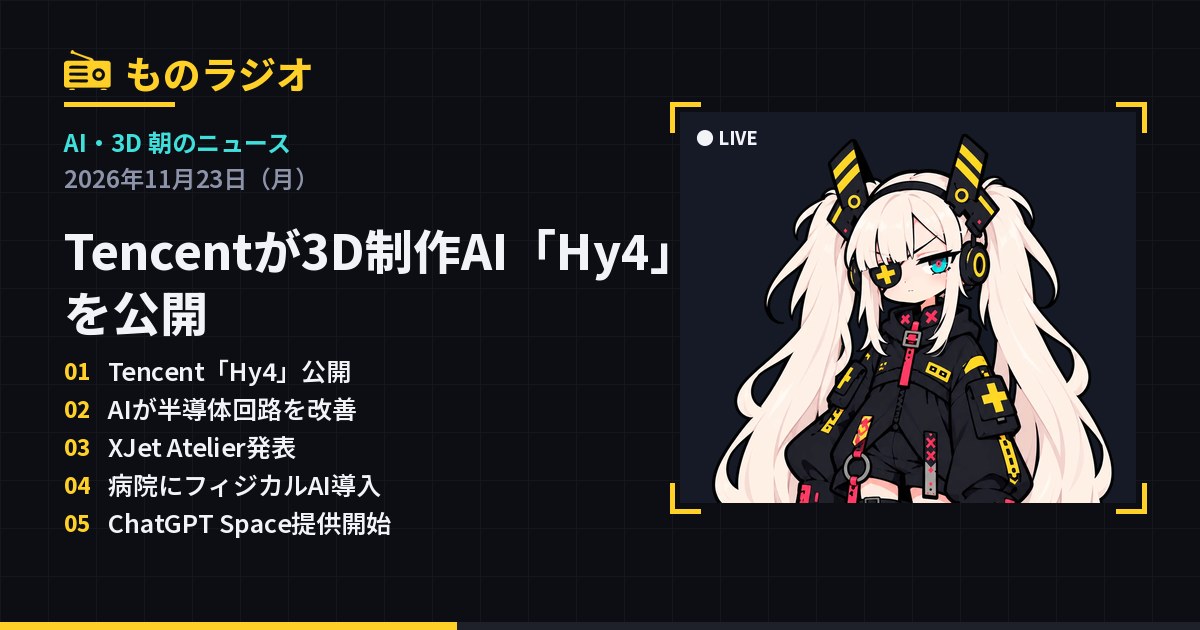 ものラジオ
AI・3D 朝のニュース
2026年11月23日（月）
Tencentが3D制作AI「Hy4」
を公開
01 Tencent「Hy4」公開
02 AIが半導体回路を改善
03 XJet Atelier発表
04 病院にフィジカルAI導入
05 ChatGPT Space提供開始
LIVE